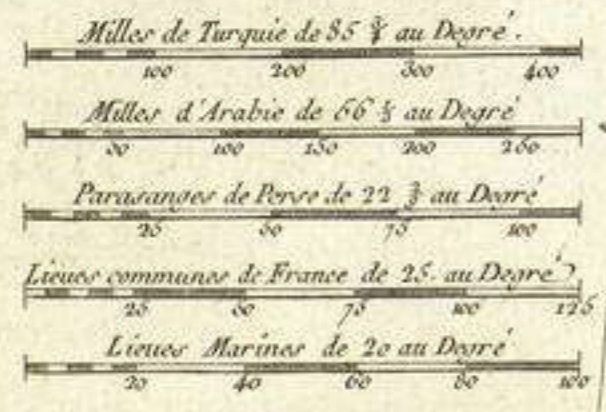 Milles de Turquie de 85 ¾ au Degré.
100 200 300 400
Milles d'Arabie de 56 ⅔ au Degré
50 100 150 200 250
Parasanges de Perse de 22 ⅔ au Degré
25 50 75 100
Lieues communes de France de 25. au Degré
25 50 75 100 125
Lieues Marines de 20 au Degré
20 40 60 80 100